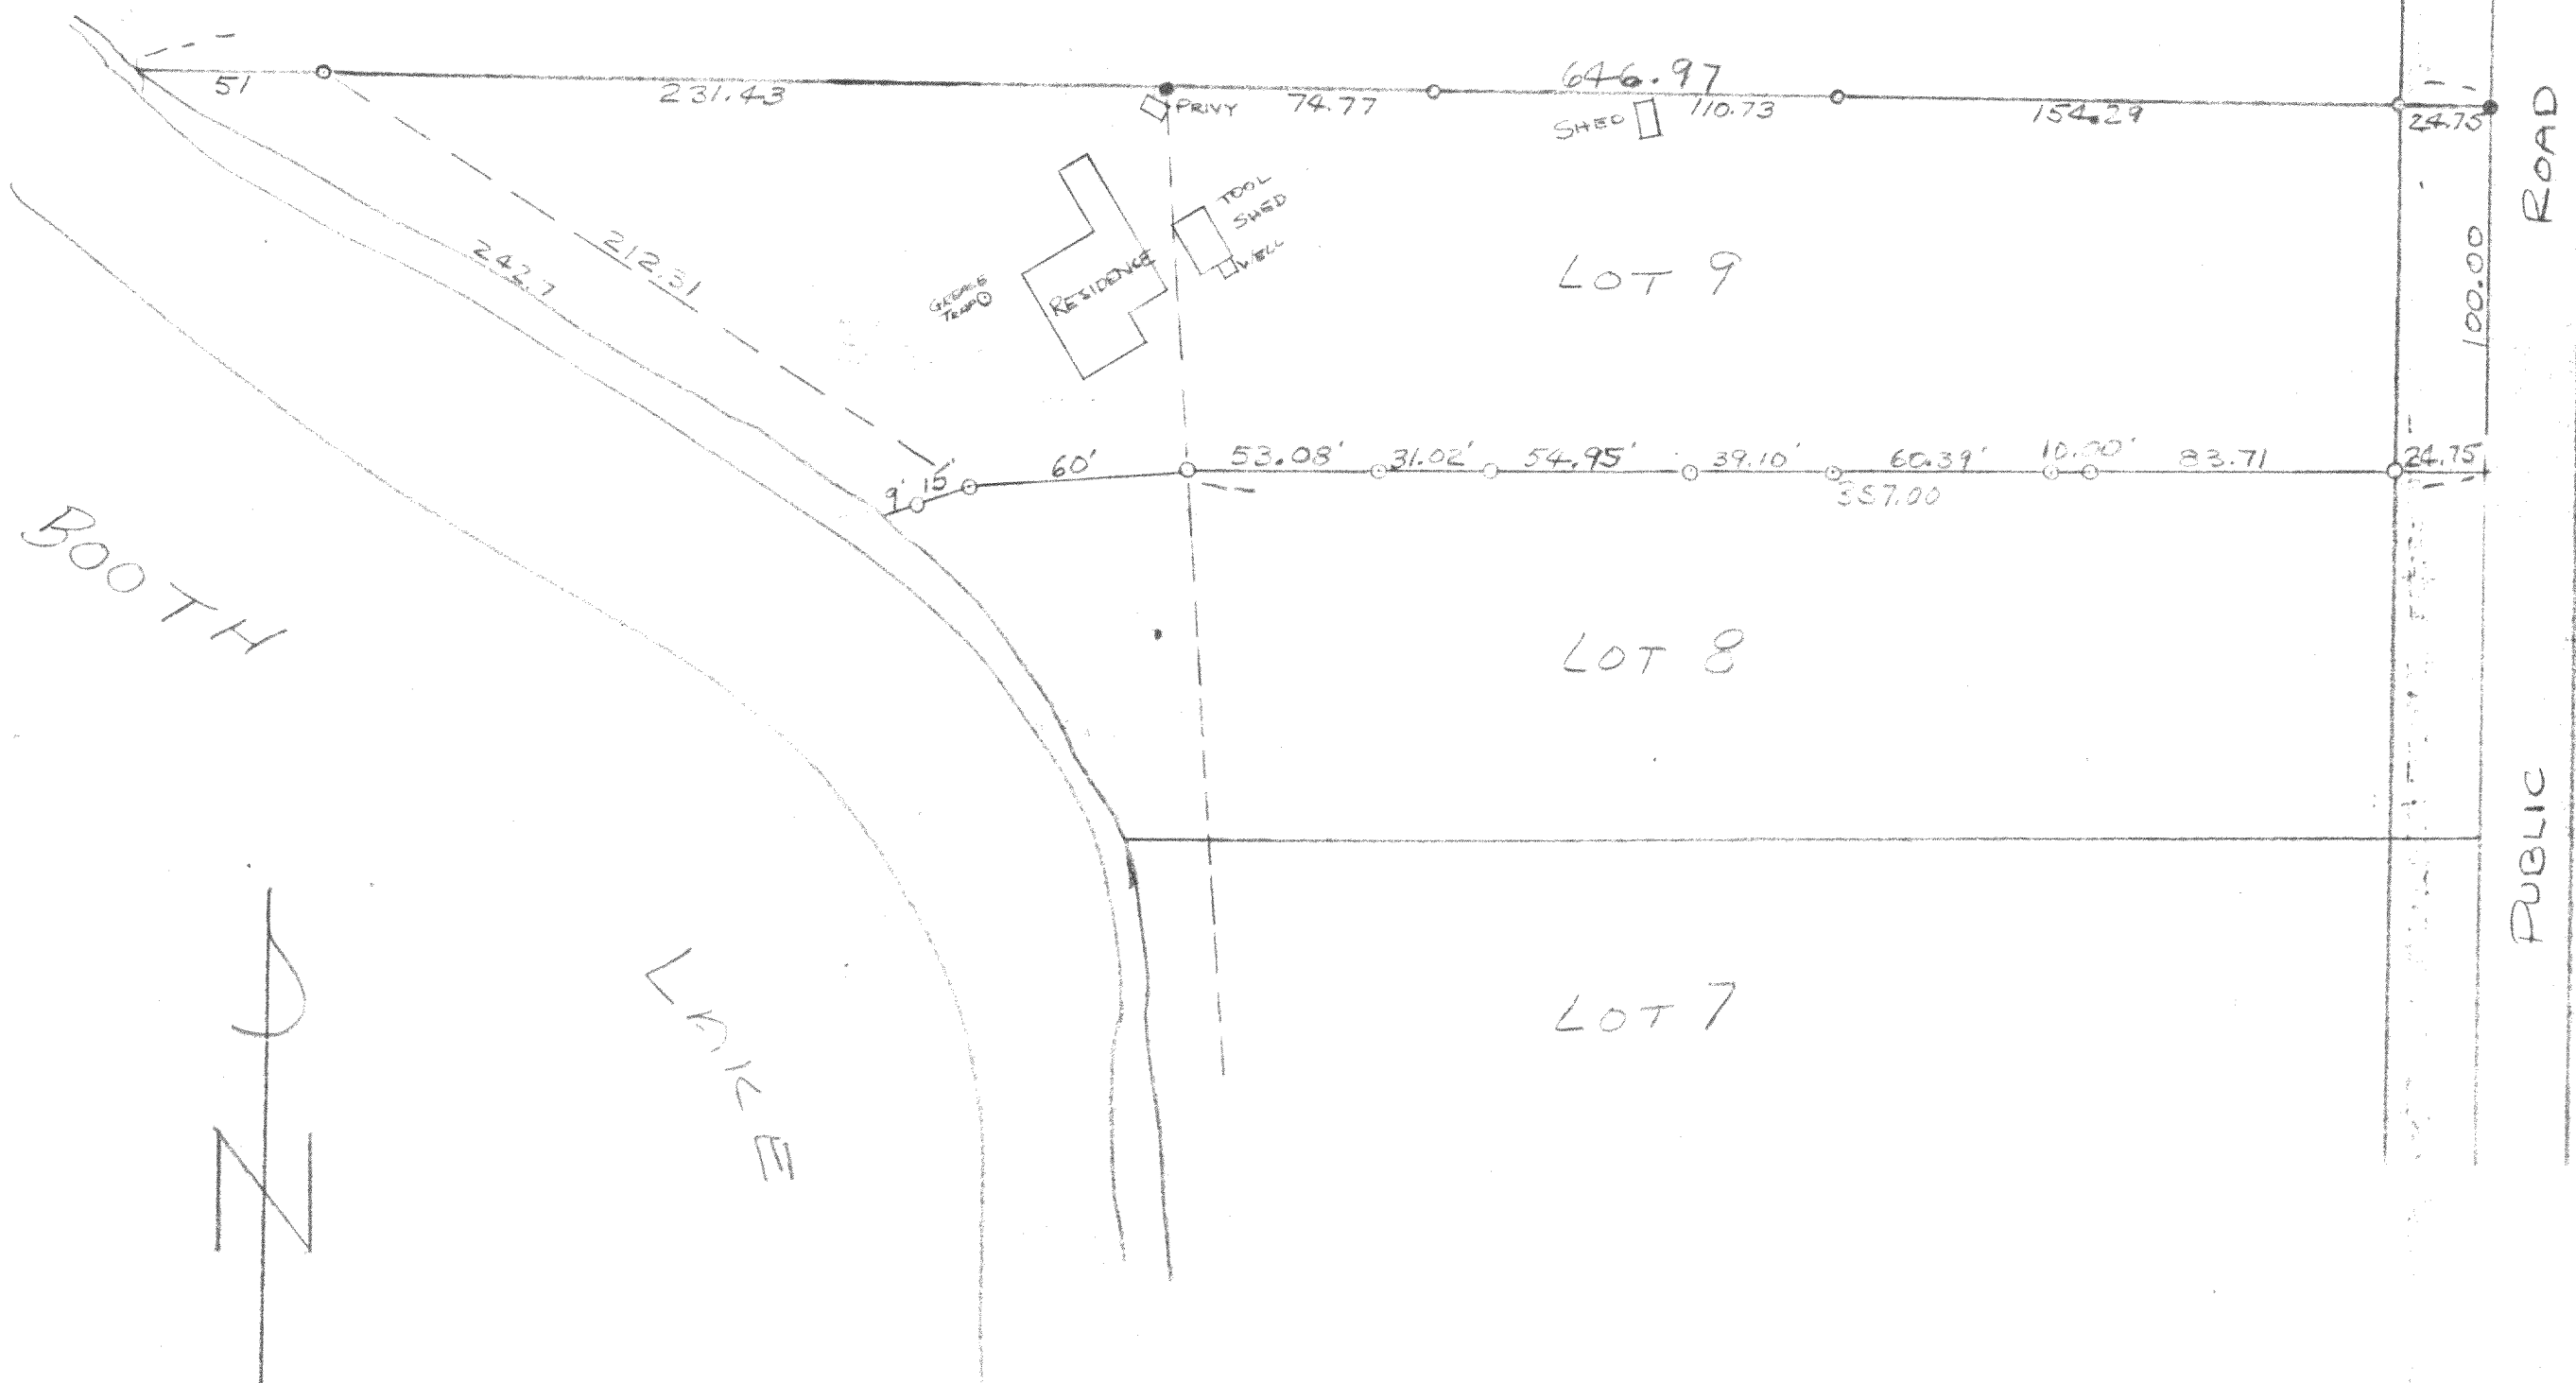 646.97
51
231.43
PRIVY
74.77
SHED
110.73
154.29
24.75
ROAD
TOOL
SHED
WELL
RESIDENCE
GREASE
TRAP
LOT 9
100.00
242.7
212.31
9'
15'
60'
53.08'
31.02'
54.95'
39.10'
60.39'
10.00'
83.71
24.75
357.00
BOOTH
LAKE
LOT 8
PUBLIC
LOT 7
N